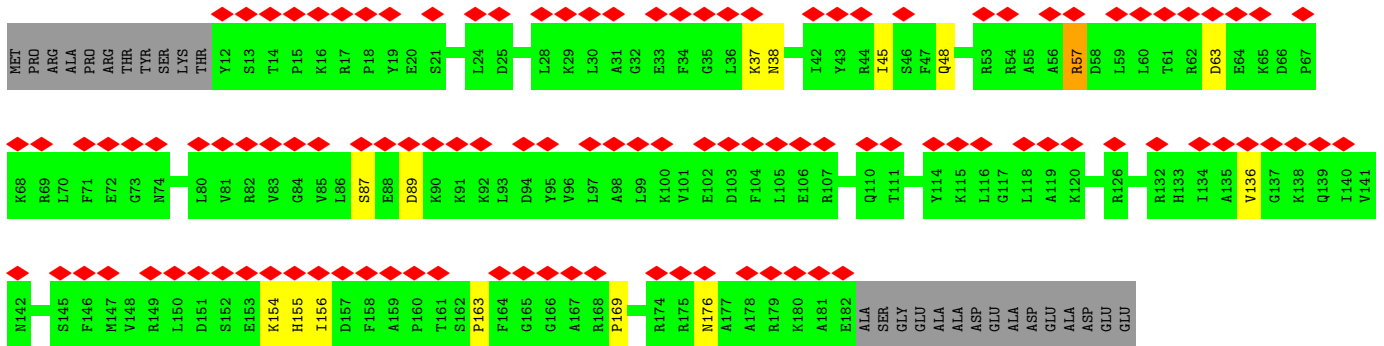 MET PRO ARG ALA PRO ARG THR TYR SER LYS THR Y12 S13 T14 P15 K16 R17 P18 Y19 E20 S21 L24 D25 L28 K29 L30 A31 G32 E33 F34 G35 L36 K37 N38 I42 Y43 R44 I45 S46 F47 Q48 R53 R54 A55 A56 R57 D58 L59 L60 T61 R62 D63 E64 K65 D66 P67
K68 R69 L70 F71 E72 G73 N74 L80 V81 R82 V83 G84 V85 L86 S87 E88 D89 K90 K91 K92 L93 D94 Y95 V96 L97 A98 L99 K100 V101 E102 D103 F104 L105 E106 R107 Q110 T111 Y114 K115 L116 G117 L118 A119 K120 R126 R132 H133 I134 A135 V136 G137 K138 Q139 I140 V141
N142 S145 F146 M147 V148 R149 L150 D151 S152 E153 K154 H155 I156 D157 F158 A159 P160 T161 S162 P163 F164 G165 G166 A167 R168 P169 R174 R175 N176 A177 A178 R179 K180 A181 E182 ALA SER GLY GLU ALA ALA ASP GLU ALA ASP GLU ALA ASP GLU GLU